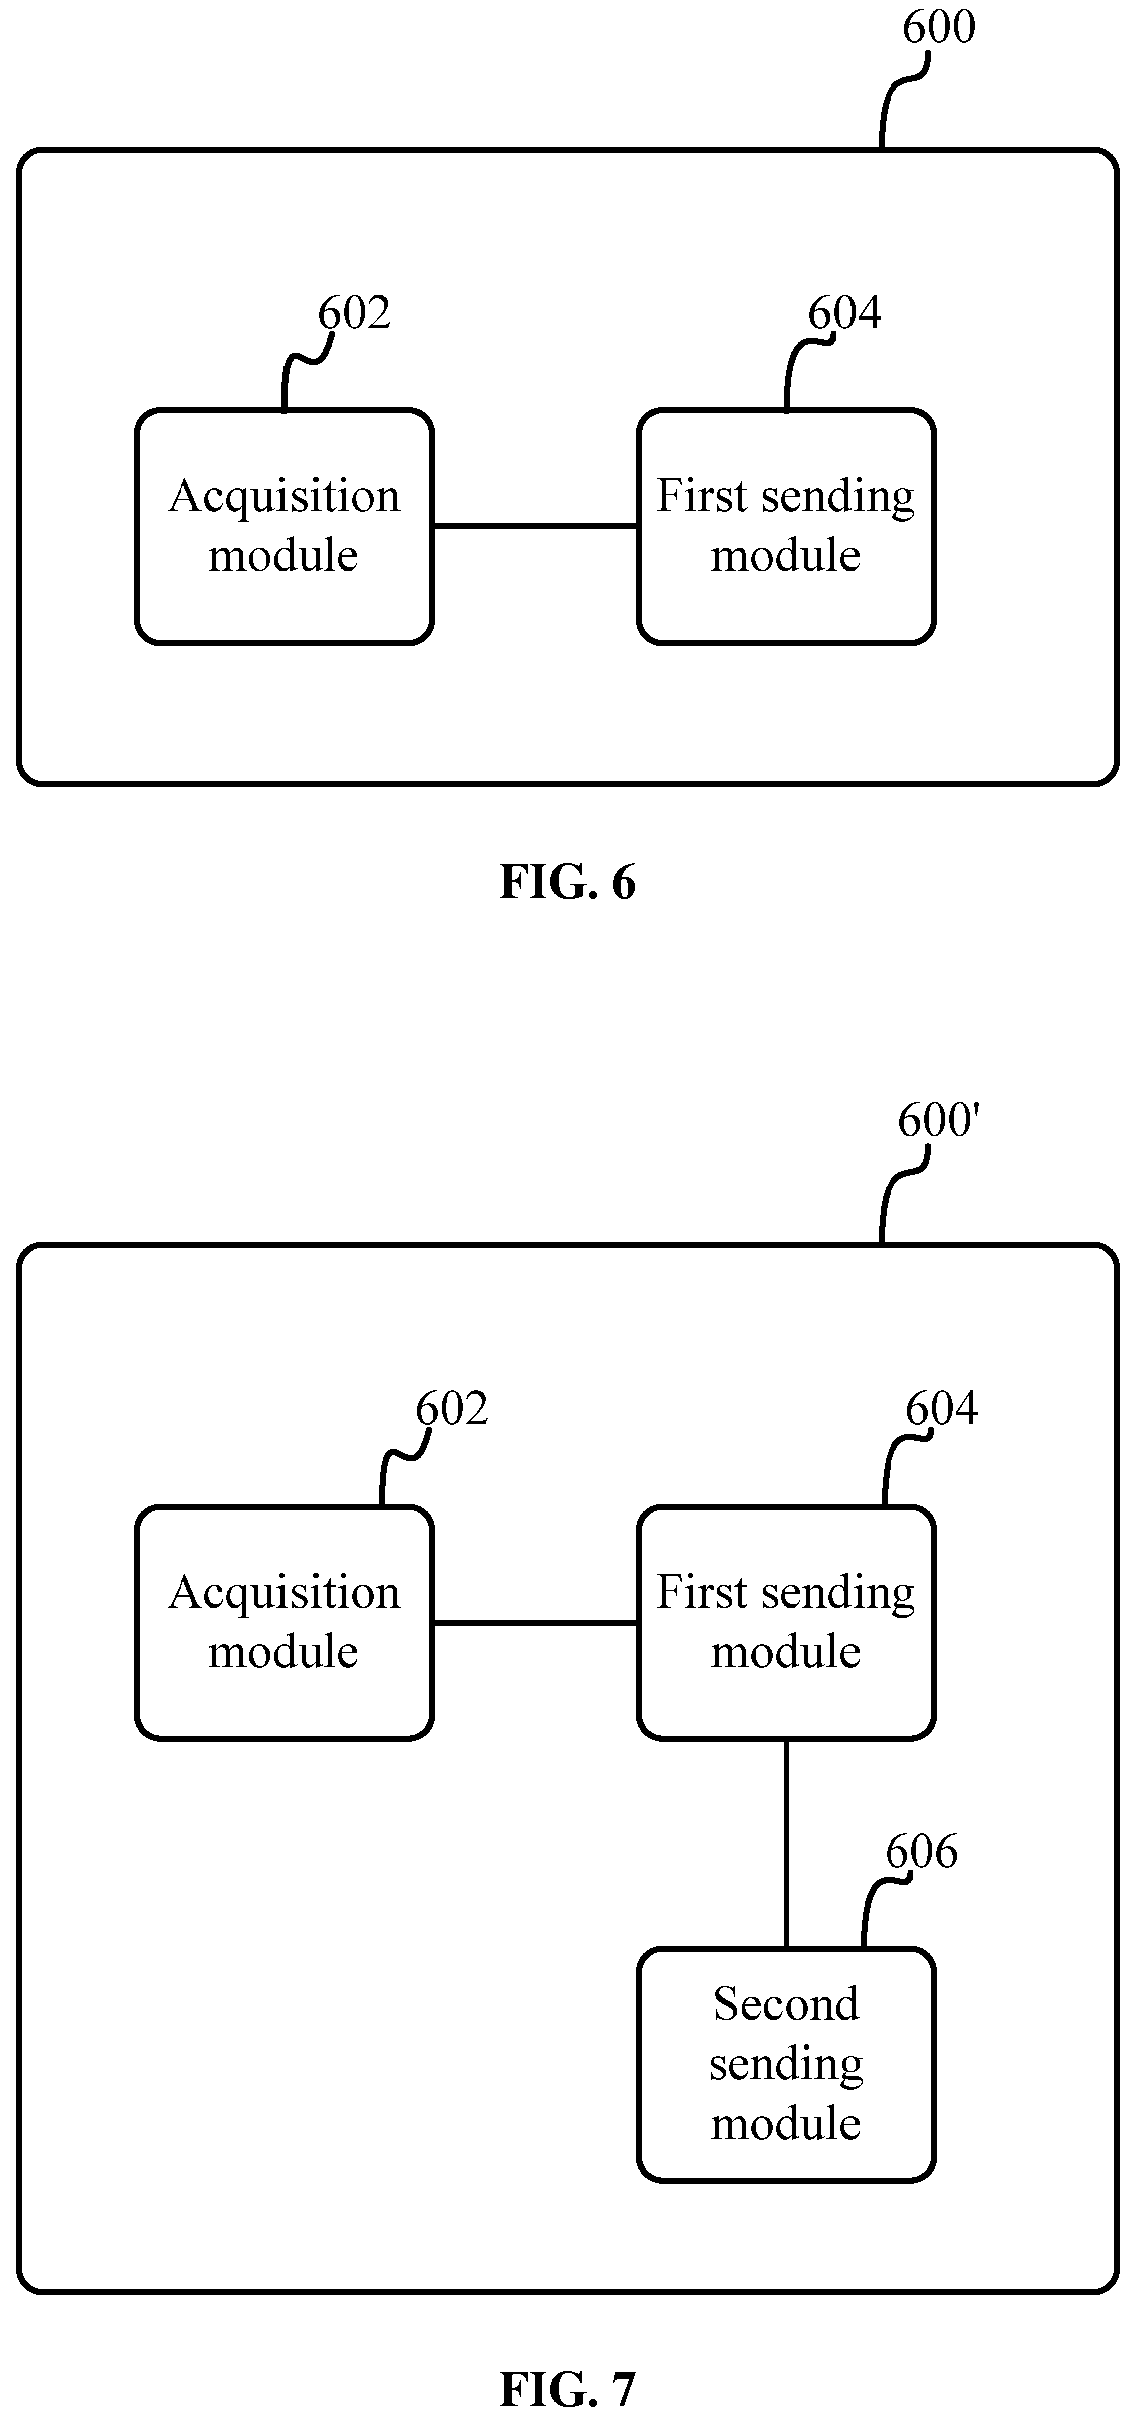 600
602
604
Acquisition
module
First sending
module
FIG. 6
600'
602
604
Acquisition
module
First sending
module
606
Second
sending
module
FIG. 7